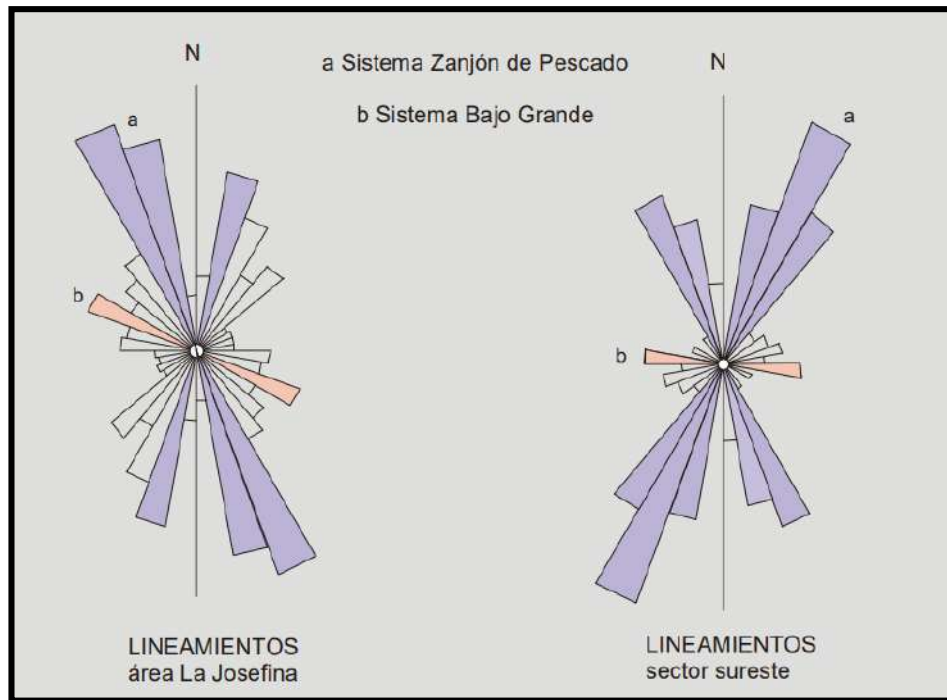 N
a Sistema Zanjón de Pescado
N
b Sistema Bajo Grande
a
a
b
b
LINEAMIENTOS
área La Josefina
LINEAMIENTOS
sector sureste